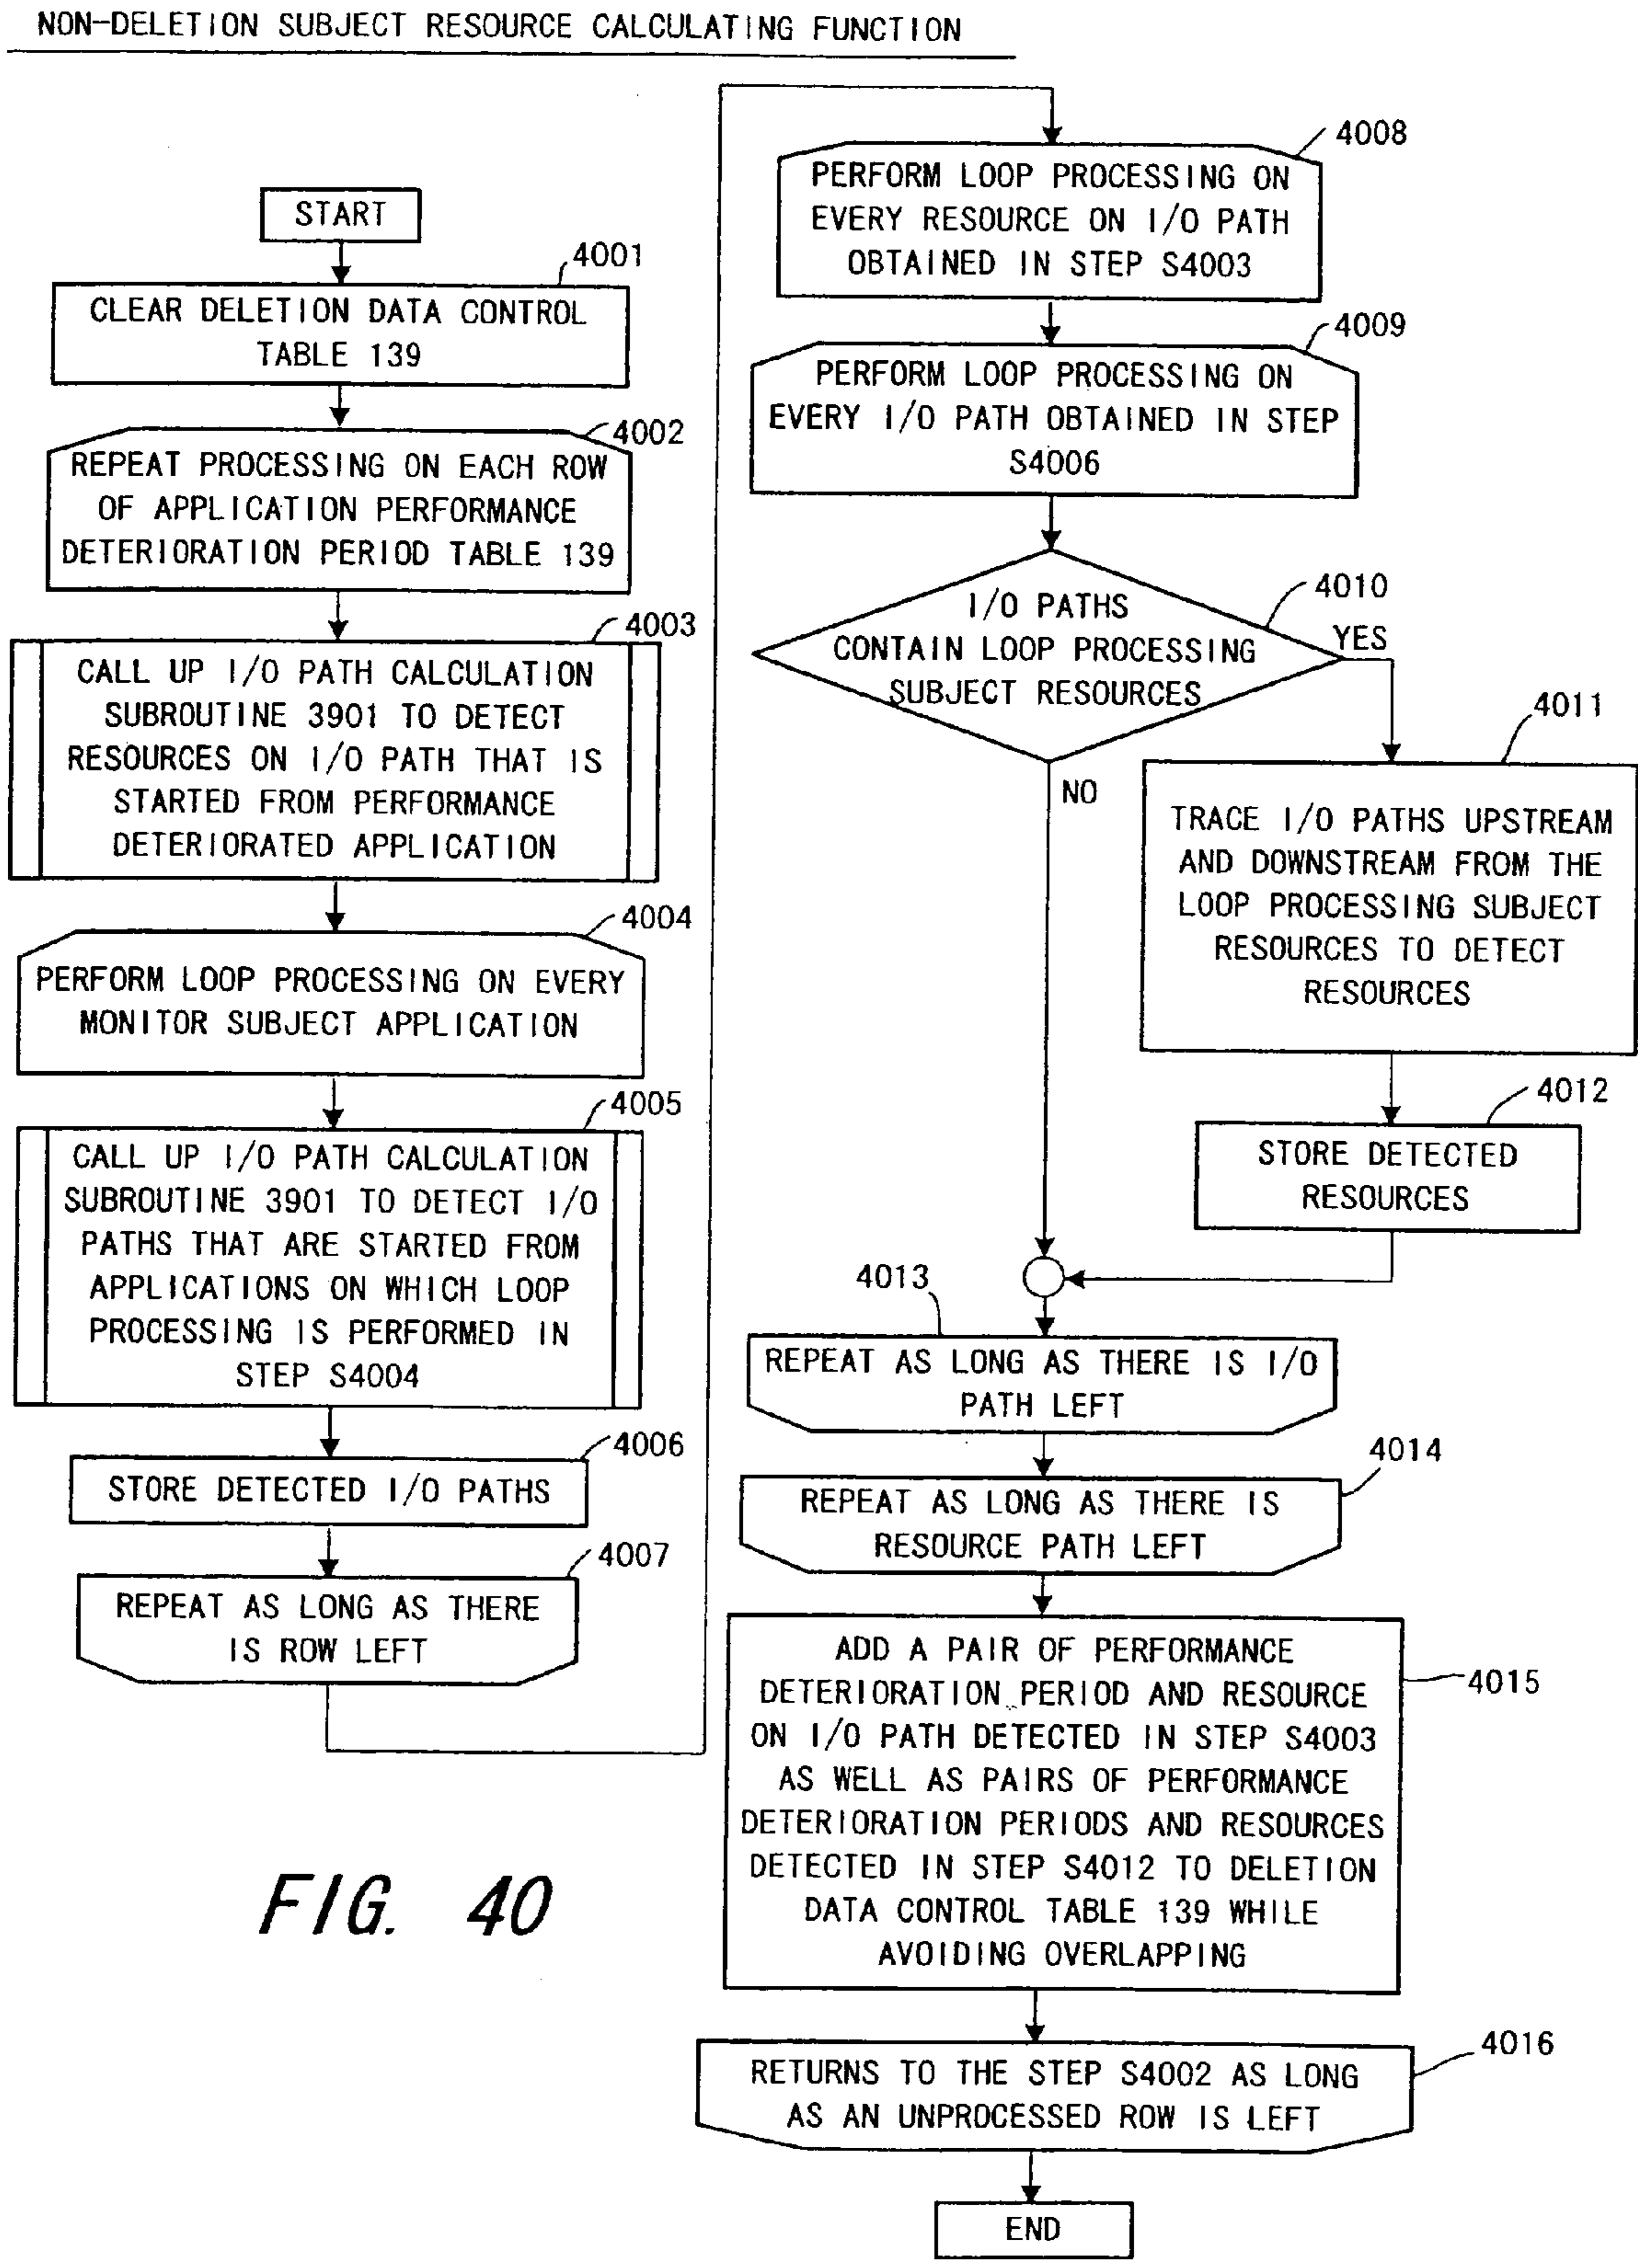 NON-DELETION SUBJECT RESOURCE CALCULATING FUNCTION
START
4001
CLEAR DELETION DATA CONTROL
TABLE 139
4002
REPEAT PROCESSING ON EACH ROW
OF APPLICATION PERFORMANCE
DETERIORATION PERIOD TABLE 139
4003
CALL UP I/O PATH CALCULATION
SUBROUTINE 3901 TO DETECT
RESOURCES ON I/O PATH THAT IS
STARTED FROM PERFORMANCE
DETERIORATED APPLICATION
4004
PERFORM LOOP PROCESSING ON EVERY
MONITOR SUBJECT APPLICATION
4005
CALL UP I/O PATH CALCULATION
SUBROUTINE 3901 TO DETECT I/O
PATHS THAT ARE STARTED FROM
APPLICATIONS ON WHICH LOOP
PROCESSING IS PERFORMED IN
STEP S4004
4006
STORE DETECTED I/O PATHS
4007
REPEAT AS LONG AS THERE
IS ROW LEFT
4008
PERFORM LOOP PROCESSING ON
EVERY RESOURCE ON I/O PATH
OBTAINED IN STEP S4003
4009
PERFORM LOOP PROCESSING ON
EVERY I/O PATH OBTAINED IN STEP
S4006
4010
I/O PATHS
CONTAIN LOOP PROCESSING
SUBJECT RESOURCES
YES
NO
4011
TRACE I/O PATHS UPSTREAM
AND DOWNSTREAM FROM THE
LOOP PROCESSING SUBJECT
RESOURCES TO DETECT
RESOURCES
4012
STORE DETECTED
RESOURCES
4013
REPEAT AS LONG AS THERE IS I/O
PATH LEFT
4014
REPEAT AS LONG AS THERE IS
RESOURCE PATH LEFT
4015
ADD A PAIR OF PERFORMANCE
DETERIORATION PERIOD AND RESOURCE
ON I/O PATH DETECTED IN STEP S4003
AS WELL AS PAIRS OF PERFORMANCE
DETERIORATION PERIODS AND RESOURCES
DETECTED IN STEP S4012 TO DELETION
DATA CONTROL TABLE 139 WHILE
AVOIDING OVERLAPPING
4016
RETURNS TO THE STEP S4002 AS LONG
AS AN UNPROCESSED ROW IS LEFT
END
FIG. 40